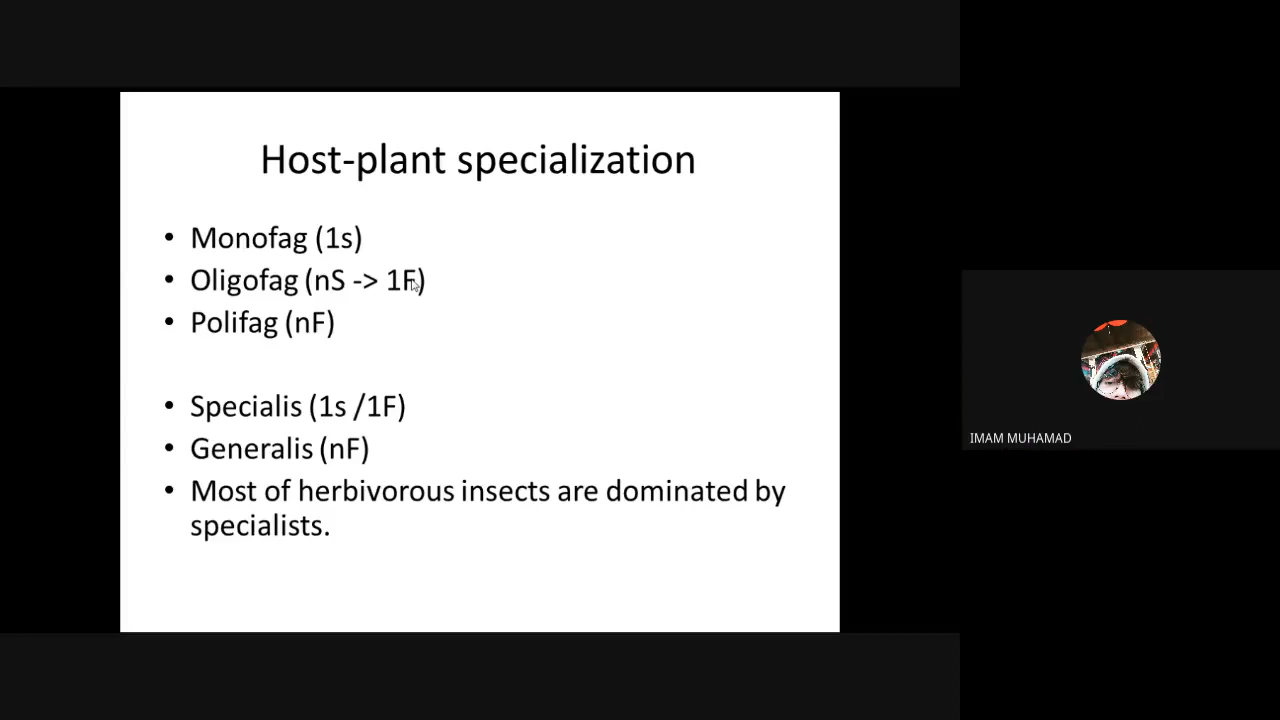 Host-plant specialization
• Monofag (1s)
• Oligofag (nS -> 1F)
• Polifag (nF)
• Specialis (1s /1F)
• Generalis (nF)
• Most of herbivorous insects are dominated by
specialists.
IMAM MUHAMAD